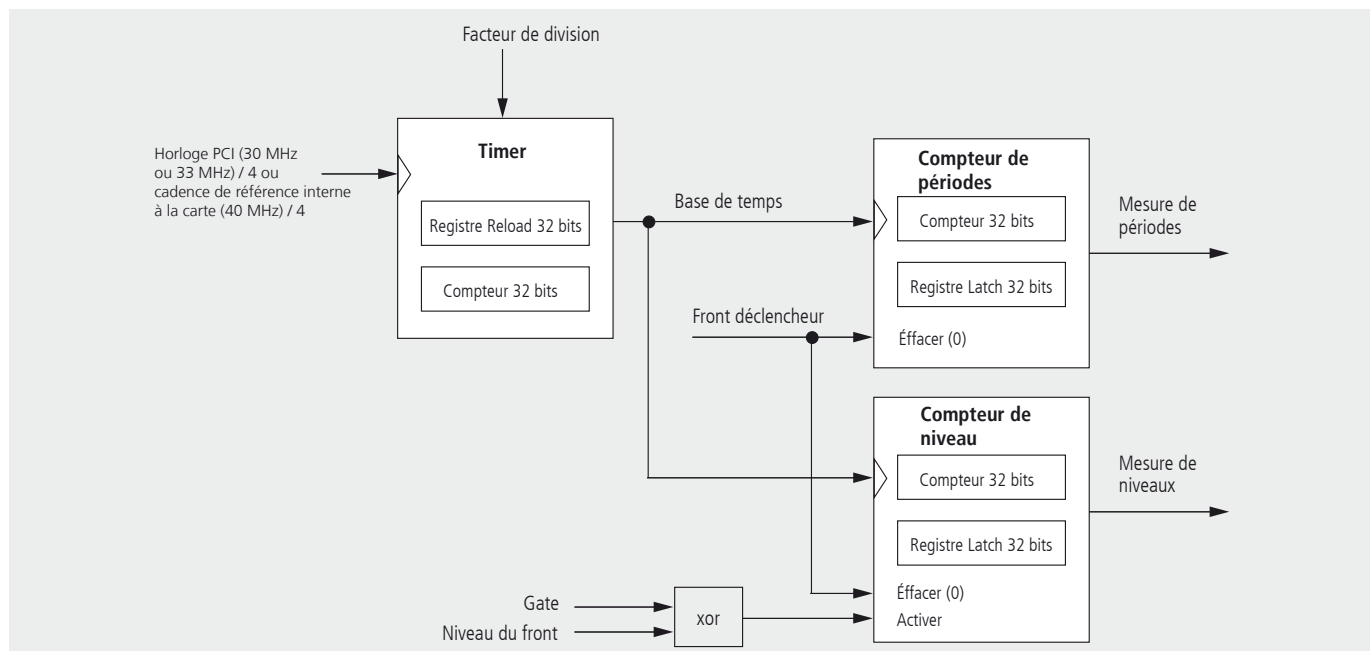 Facteur de division
Horloge PCI (30 MHz
ou 33 MHz) / 4 ou
cadence de référence interne
à la carte (40 MHz) / 4
Timer
Registre Reload 32 bits
Compteur 32 bits
Base de temps
Front déclencheur
Compteur de
périodes
Compteur 32 bits
Registre Latch 32 bits
Éffacer (0)
Mesure de
périodes
Compteur de
niveau
Compteur 32 bits
Registre Latch 32 bits
Éffacer (0)
Activer
Mesure de
niveaux
Gate
Niveau du front
xor